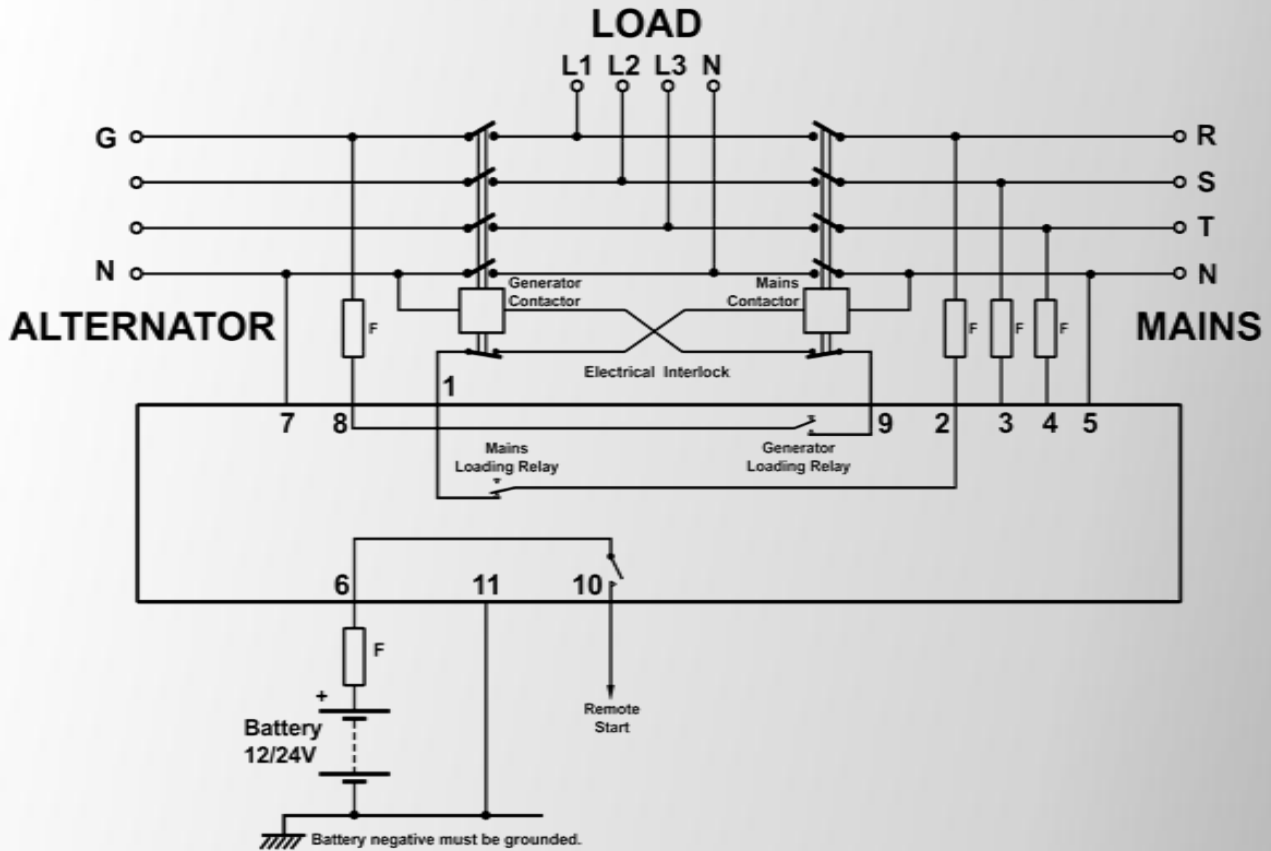 LOAD
L1 L2 L3 N
G R
S
T
N N
Generator
Contactor
Mains
Contactor
ALTERNATOR
MAINS
F F F F
Electrical Interlock
1
7 8 9 2 3 4 5
Mains
Loading Relay
Generator
Loading Relay
6 11 10
F
+
Battery
12/24V
Remote
Start
Battery negative must be grounded.